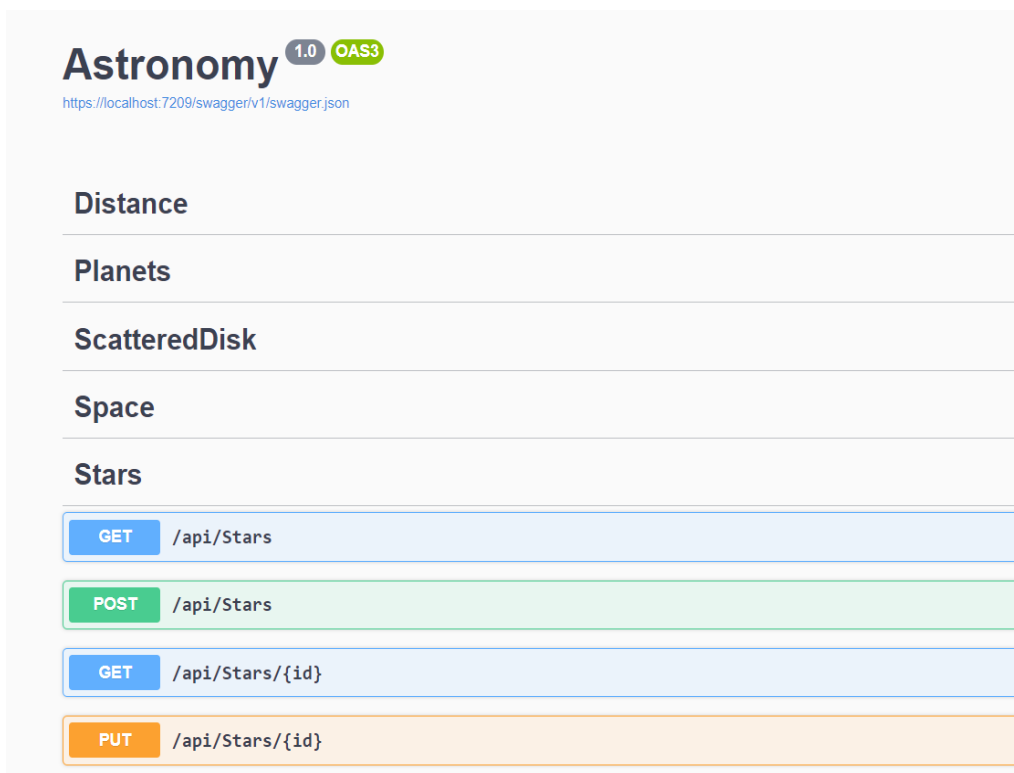 Astronomy 1.0 OAS3
https://localhost:7209/swagger/v1/swagger.json
Distance
Planets
ScatteredDisk
Space
Stars
GET /api/Stars
POST /api/Stars
GET /api/Stars/{id}
PUT /api/Stars/{id}